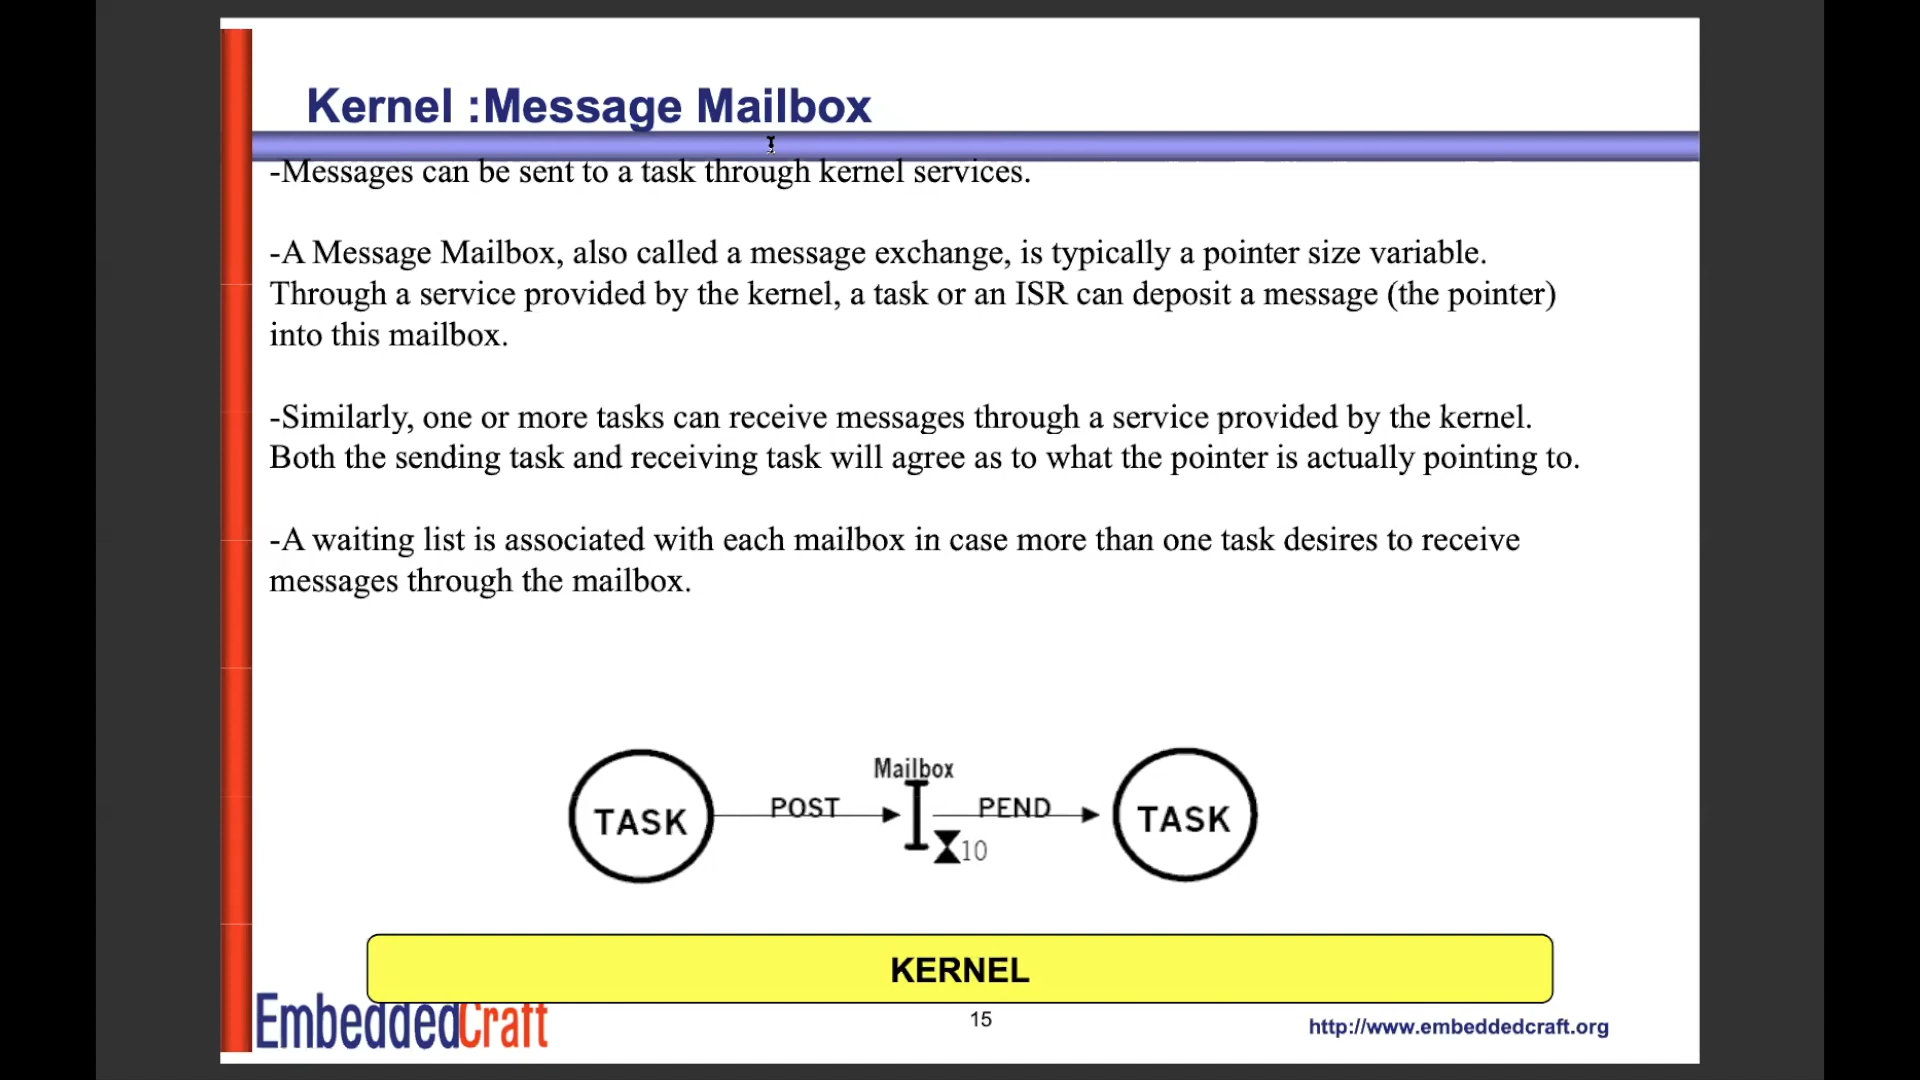 Kernel :Message Mailbox
-Messages can be sent to a task through kernel services.
-A Message Mailbox, also called a message exchange, is typically a pointer size variable.
Through a service provided by the kernel, a task or an ISR can deposit a message (the pointer)
into this mailbox.
-Similarly, one or more tasks can receive messages through a service provided by the kernel.
Both the sending task and receiving task will agree as to what the pointer is actually pointing to.
-A waiting list is associated with each mailbox in case more than one task desires to receive
messages through the mailbox.
Mailbox
TASK POST PEND TASK
10
KERNEL
EmbeddedCraft 15 http://www.embeddedcraft.org